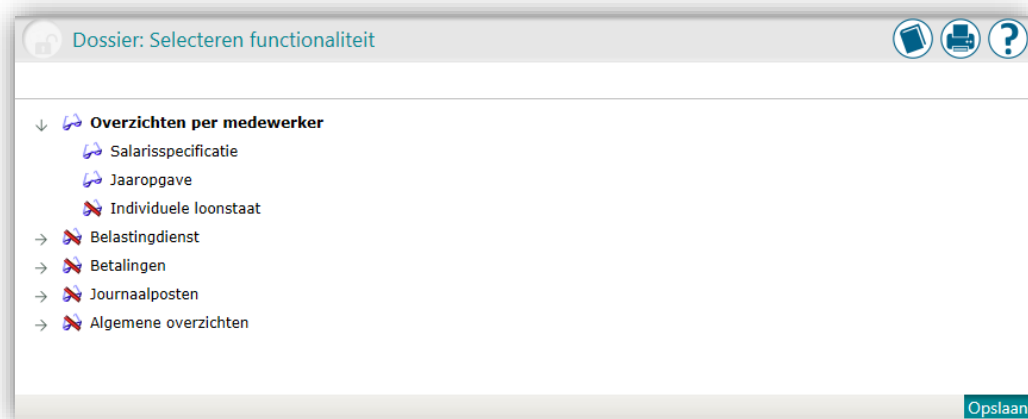 Dossier: Selecteren functionaliteit
Overzichten per medewerker
Salarisspecificatie
Jaaropgave
Individuele loonstaat
Belastingdienst
Betalingen
Journaalposten
Algemene overzichten
Opslaan